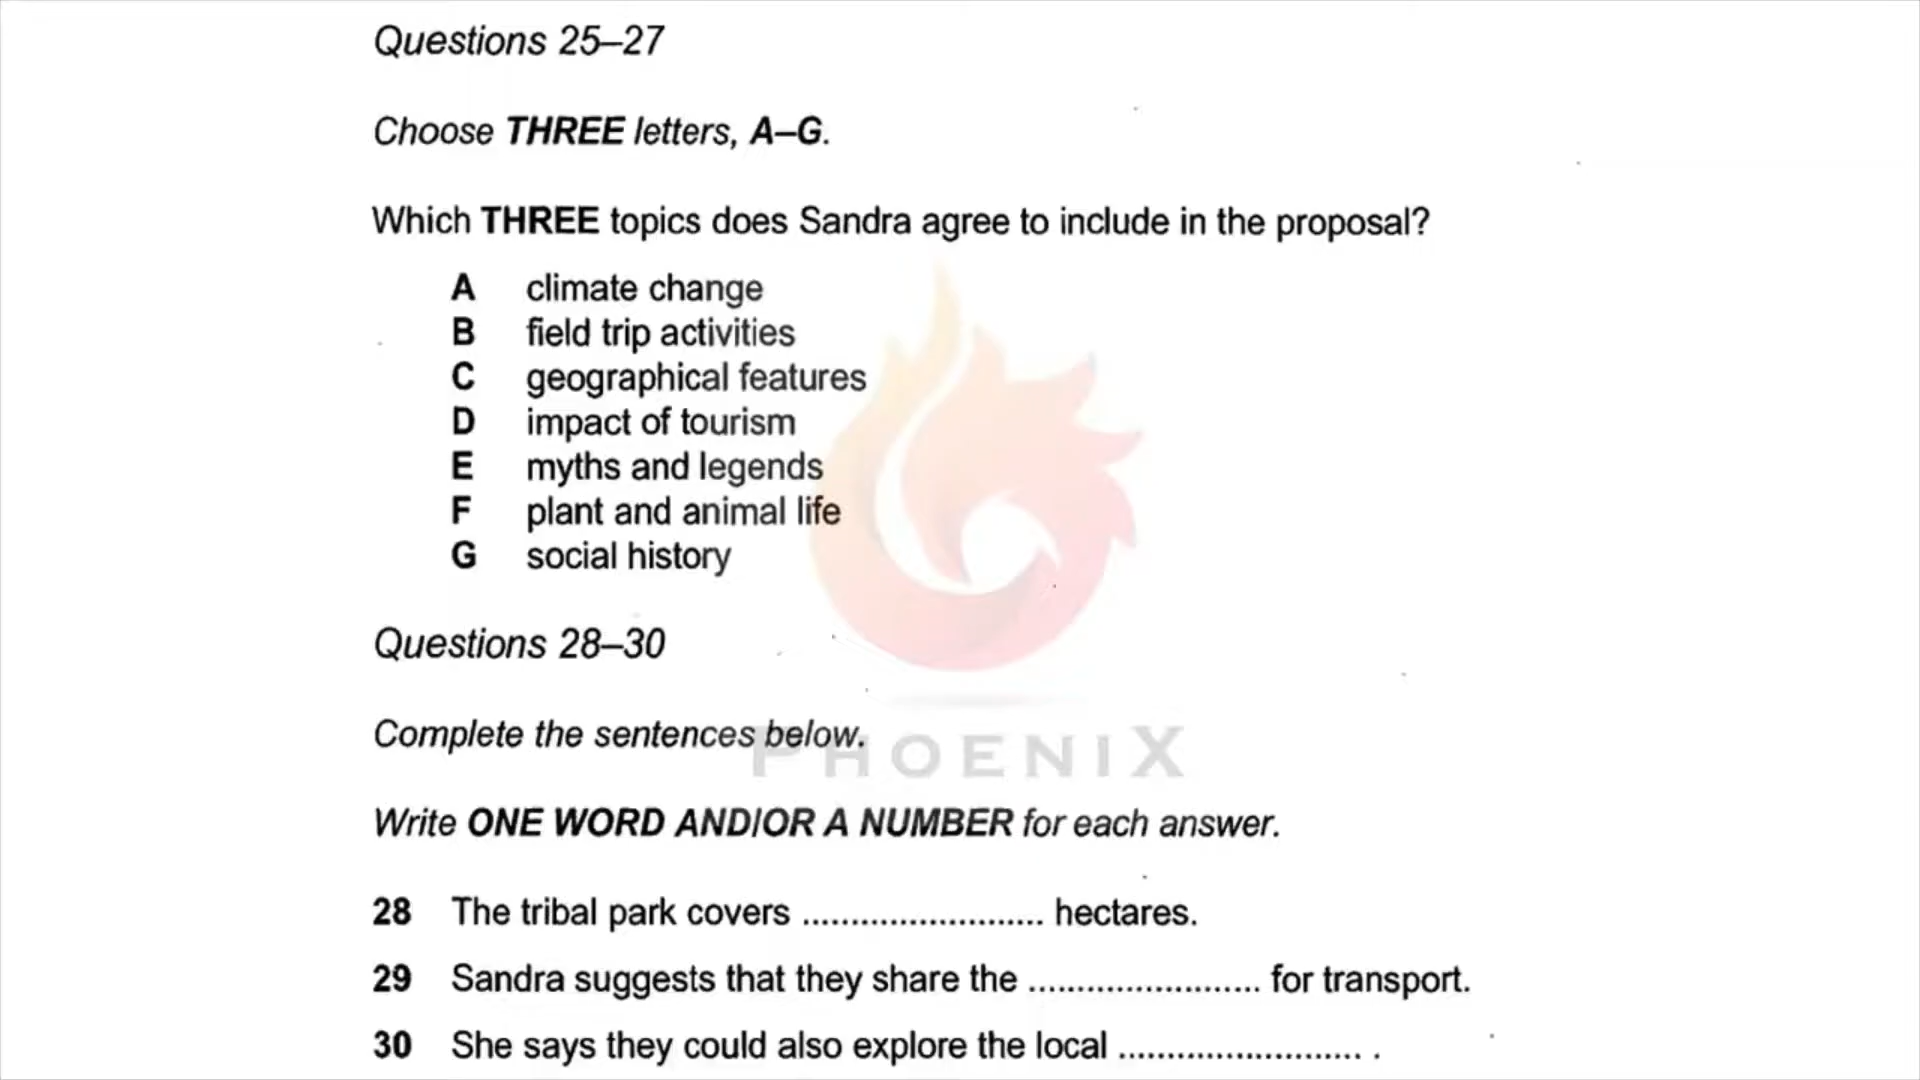 Questions 25–27
Choose THREE letters, A–G.
Which THREE topics does Sandra agree to include in the proposal?
A climate change
B field trip activities
C geographical features
D impact of tourism
E myths and legends
F plant and animal life
G social history
Questions 28–30
Complete the sentences below.
PHOENIX
Write ONE WORD AND/OR A NUMBER for each answer.
28 The tribal park covers ........................ hectares.
29 Sandra suggests that they share the ........................ for transport.
30 She says they could also explore the local ......................... .